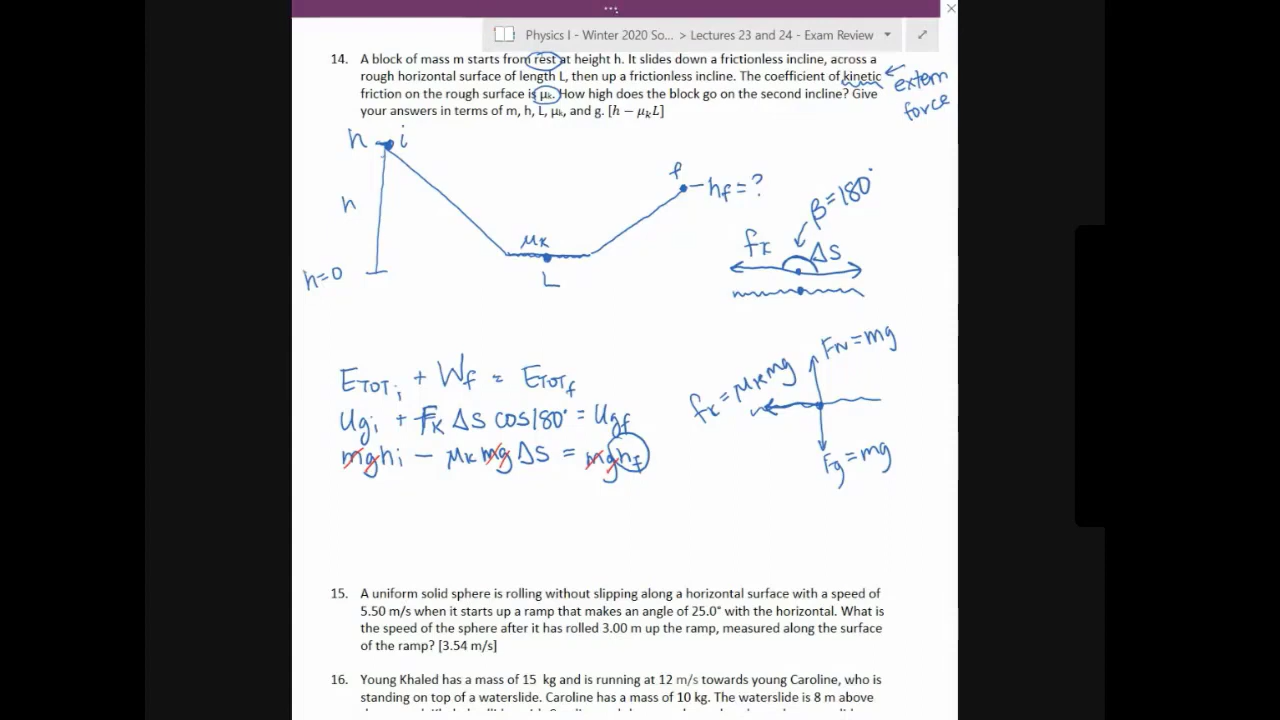 Physics I - Winter 2020 So... > Lectures 23 and 24 - Exam Review
14. A block of mass m starts from rest at height h. It slides down a frictionless incline, across a
rough horizontal surface of length L, then up a frictionless incline. The coefficient of kinetic
friction on the rough surface is μₖ. How high does the block go on the second incline? Give
your answers in terms of m, h, L, μₖ, and g. [h − μₖL]
extern
force
h i
h
h=0
μₖ
L
f
hf = ?
β=180°
fₖ ΔS
E_TOTi + Wf = E_TOTf
Ugi + Fₖ ΔS cos180° = Ugf
mghi − μₖmg ΔS = mghf
FN=mg
fₖ=μₖmg
Fg=mg
15. A uniform solid sphere is rolling without slipping along a horizontal surface with a speed of
5.50 m/s when it starts up a ramp that makes an angle of 25.0° with the horizontal. What is
the speed of the sphere after it has rolled 3.00 m up the ramp, measured along the surface
of the ramp? [3.54 m/s]
16. Young Khaled has a mass of 15 kg and is running at 12 m/s towards young Caroline, who is
standing on top of a waterslide. Caroline has a mass of 10 kg. The waterslide is 8 m above